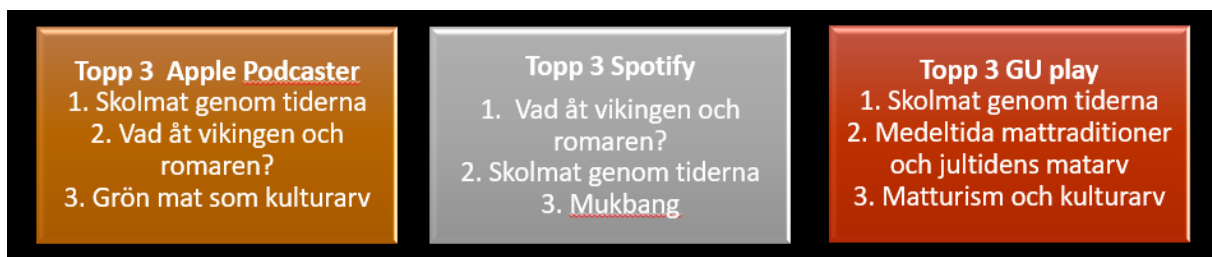 Topp 3  Apple Podcaster
1. Skolmat genom tiderna
2. Vad åt vikingen och
romaren?
3. Grön mat som kulturarv
Topp 3 Spotify
1.  Vad åt vikingen och
romaren?
2. Skolmat genom tiderna
3. Mukbang
Topp 3 GU play
1. Skolmat genom tiderna
2. Medeltida mattraditioner
och jultidens matarv
3. Matturism och kulturarv